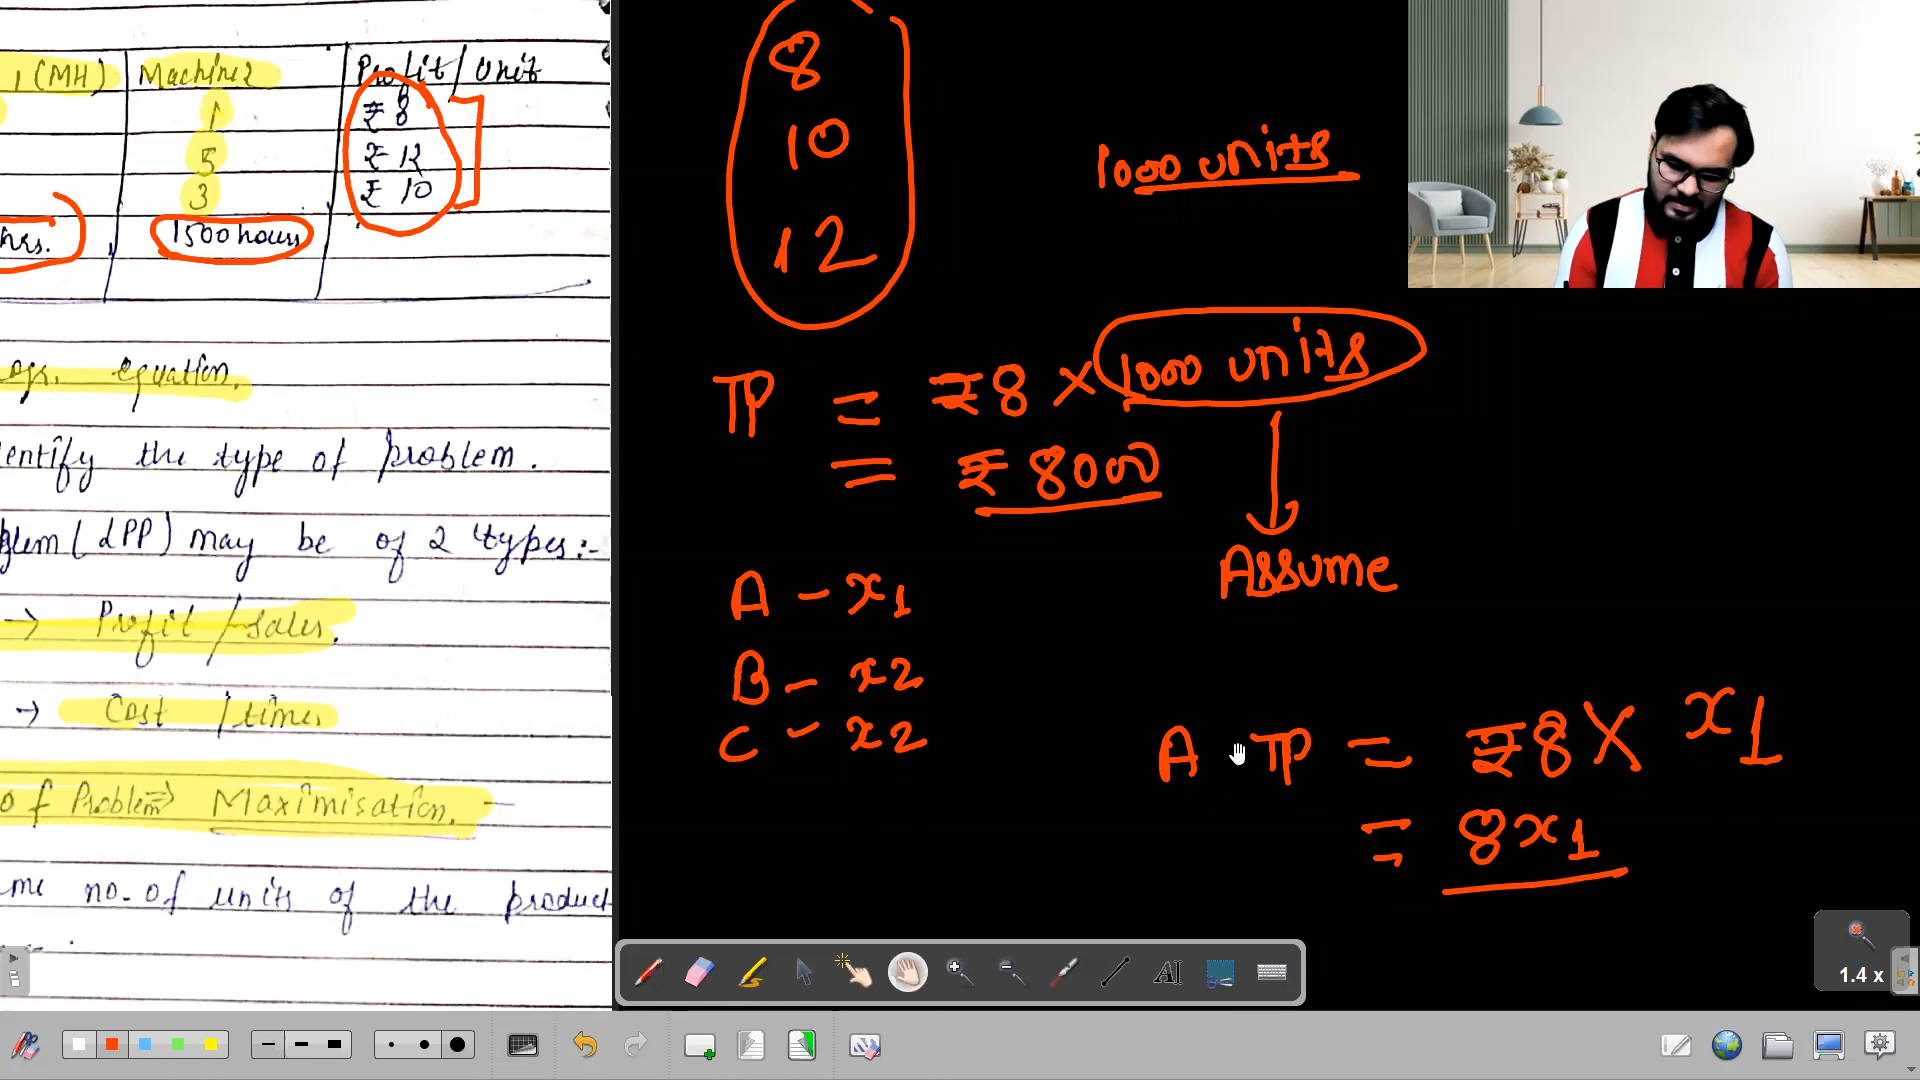 1 (MH) Machine2 Profit/Unit
1 ₹ 8
5 ₹ 12
3 ₹ 10
hrs. 1500 hours
equation.
entify the type of problem.
blem (LPP) may be of 2 types:-
→ Profit/sales.
→ Cost/time.
of Problem ⇒ Maximisation.
me no. of units of the product
8
10
12
1000 units
TP = ₹8 × 1000 units
= ₹ 8000
Assume
A - x1
B - x2
C - x2
A TP = ₹8 × x1
= 8x1
1.4 x